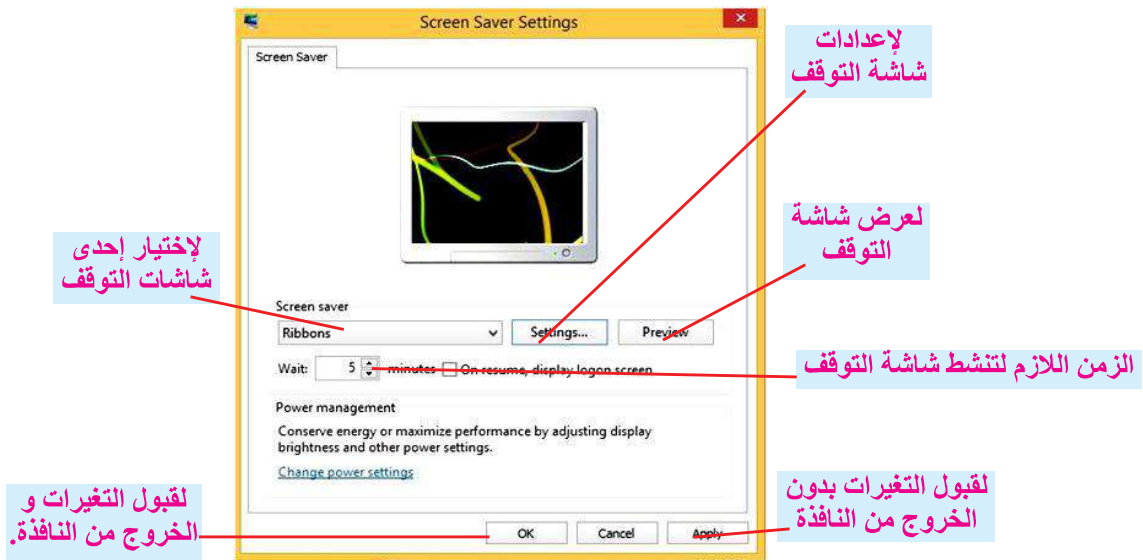 Screen Saver Settings
لإعدادات
شاشة التوقف
Screen Saver
لعرض شاشة
التوقف
لإختيار إحدى
شاشات التوقف
Screen saver
Ribbons
Settings...
Preview
Wait: 5 minutes On resume, display logon screen
الزمن اللازم لتنشط شاشة التوقف
Power management
Conserve energy or maximize performance by adjusting display
brightness and other power settings.
Change power settings
لقبول التغيرات و
الخروج من النافذة.
لقبول التغيرات بدون
الخروج من النافذة
OK
Cancel
Apply